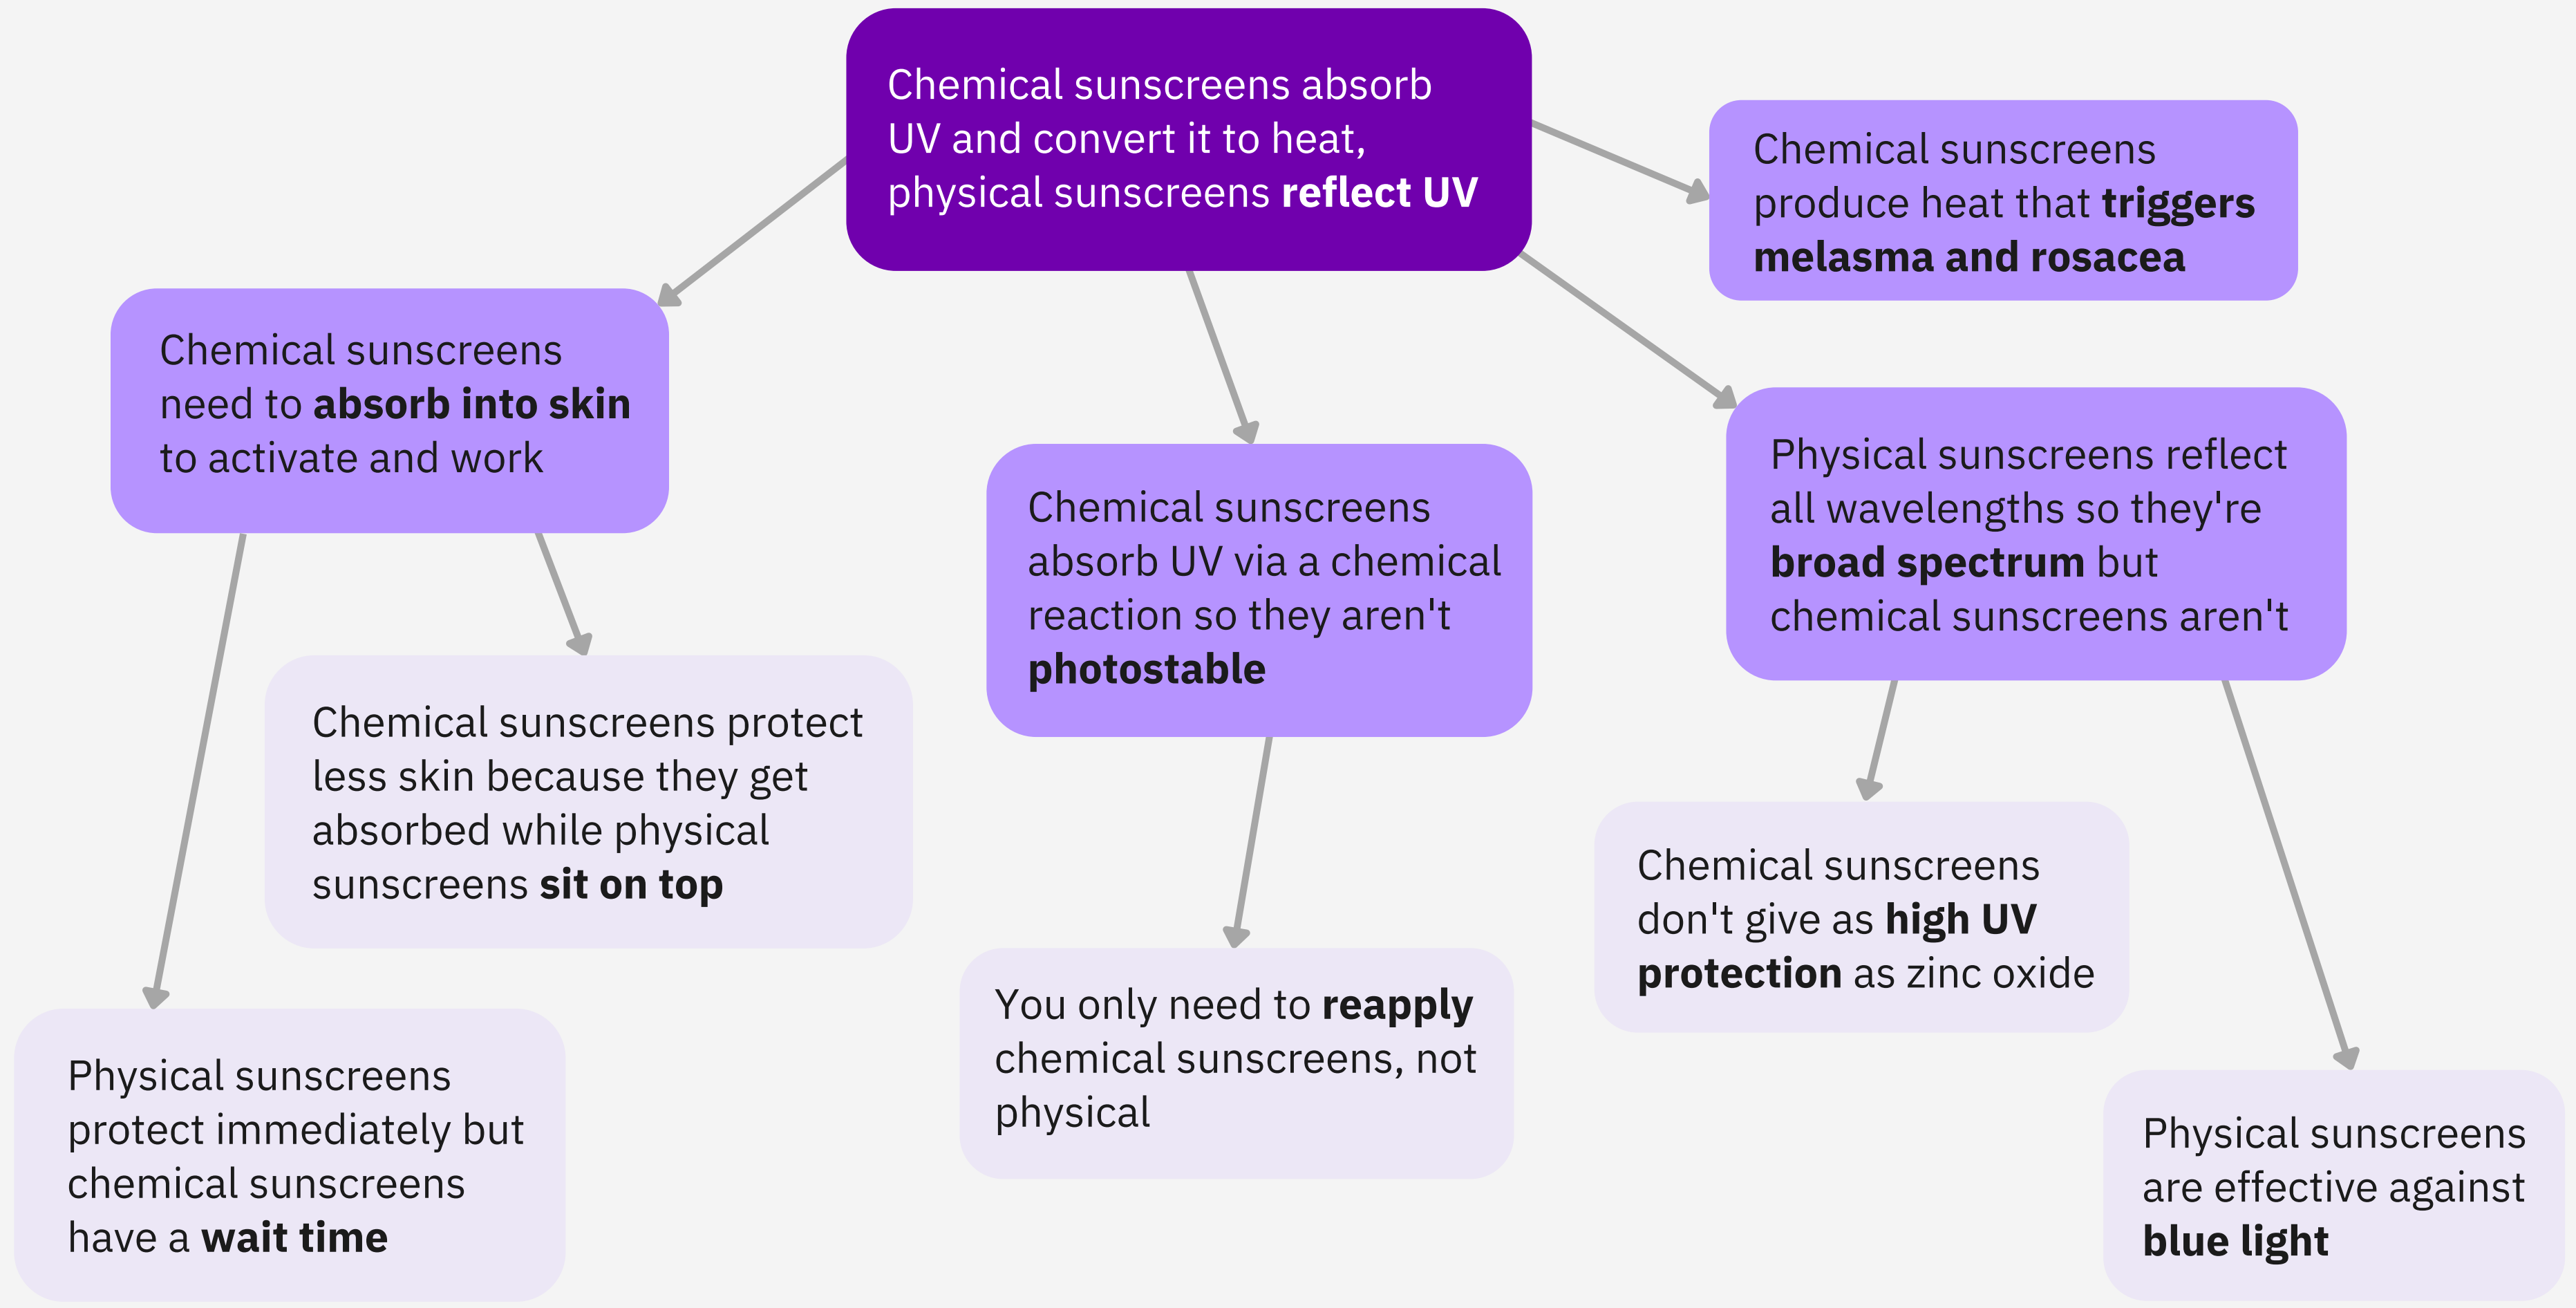 Chemical sunscreens absorb
UV and convert it to heat,
physical sunscreens reflect UV
Chemical sunscreens
produce heat that triggers
melasma and rosacea
Chemical sunscreens
need to absorb into skin
to activate and work
Chemical sunscreens
absorb UV via a chemical
reaction so they aren't
photostable
Physical sunscreens reflect
all wavelengths so they're
broad spectrum but
chemical sunscreens aren't
Chemical sunscreens protect
less skin because they get
absorbed while physical
sunscreens sit on top
Chemical sunscreens
don't give as high UV
protection as zinc oxide
You only need to reapply
chemical sunscreens, not
physical
Physical sunscreens
protect immediately but
chemical sunscreens
have a wait time
Physical sunscreens
are effective against
blue light